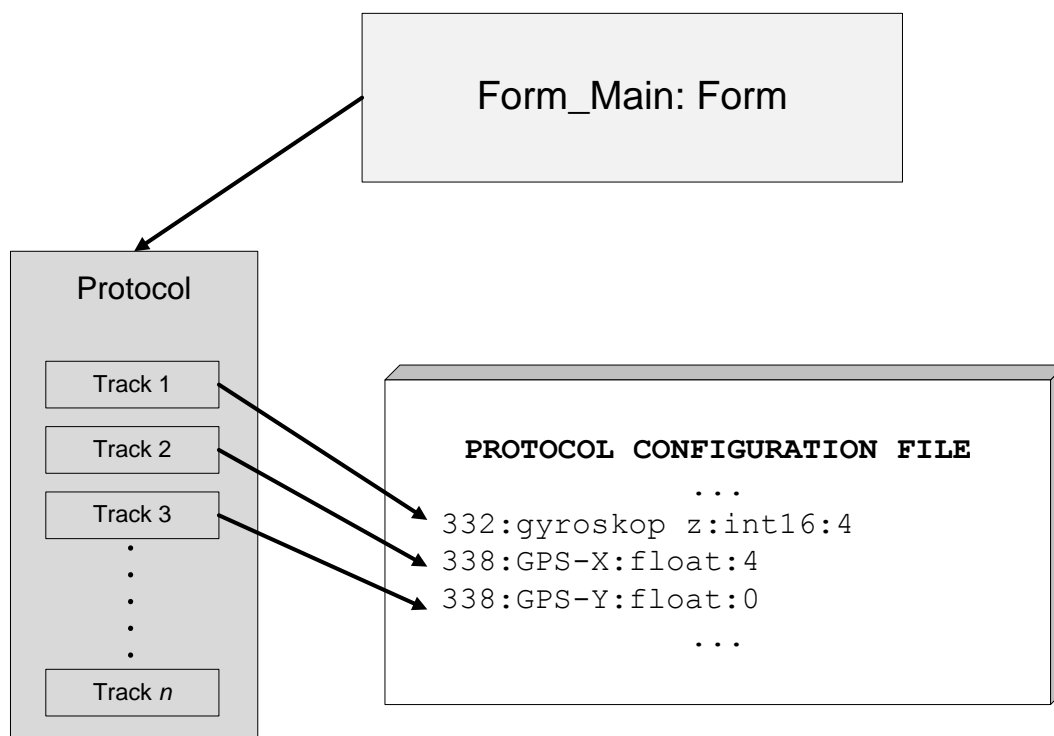 Form_Main: Form
Protocol
Track 1
Track 2
Track 3
Track n
PROTOCOL CONFIGURATION FILE
...
332:gyroskop z:int16:4
338:GPS-X:float:4
338:GPS-Y:float:0
...